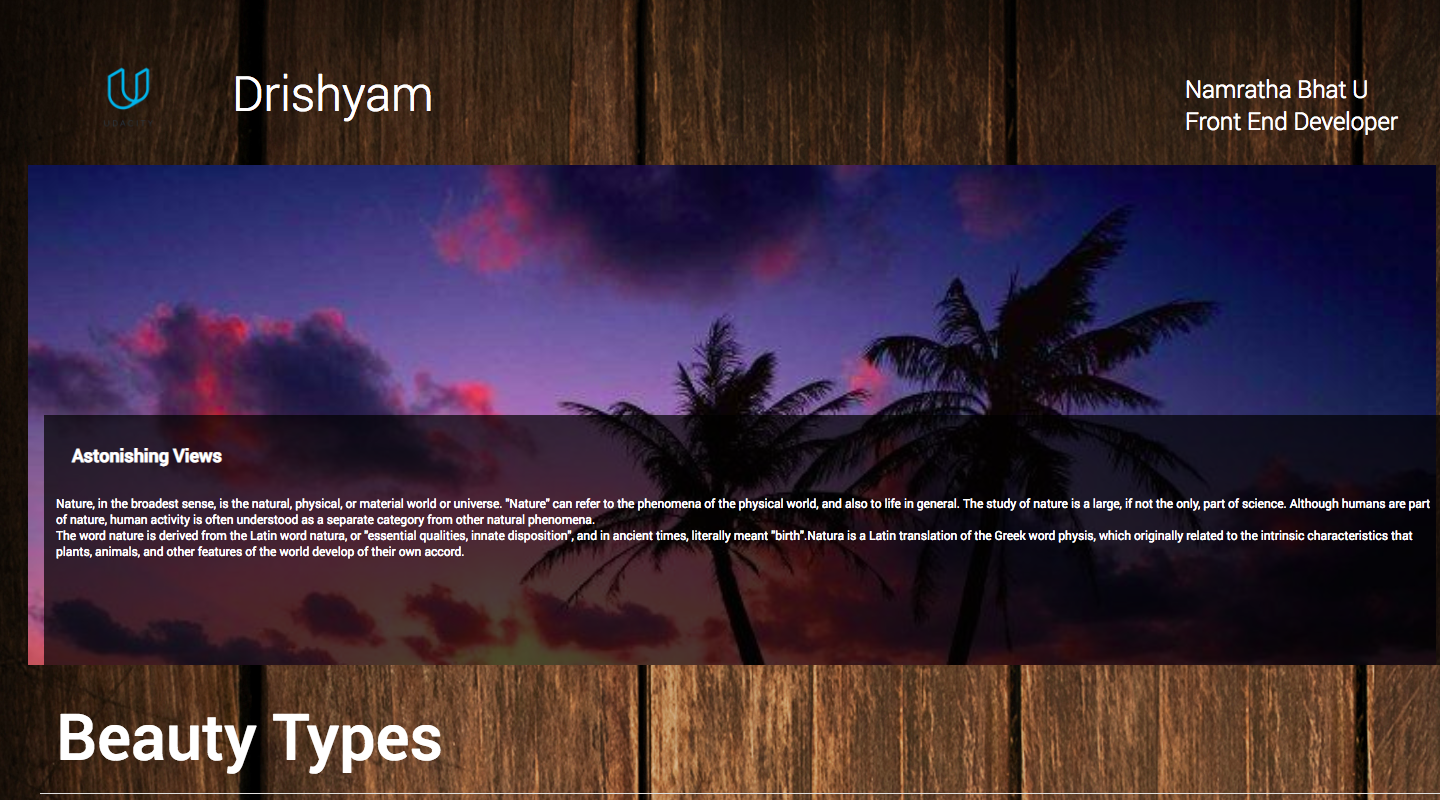 Drishyam
Namratha Bhat U
Front End Developer
Astonishing Views
Nature, in the broadest sense, is the natural, physical, or material world or universe. "Nature" can refer to the phenomena of the physical world, and also to life in general. The study of nature is a large, if not the only, part of science. Although humans are part
of nature, human activity is often understood as a separate category from other natural phenomena.
The word nature is derived from the Latin word natura, or "essential qualities, innate disposition", and in ancient times, literally meant "birth".Natura is a Latin translation of the Greek word physis, which originally related to the intrinsic characteristics that
plants, animals, and other features of the world develop of their own accord.
Beauty Types